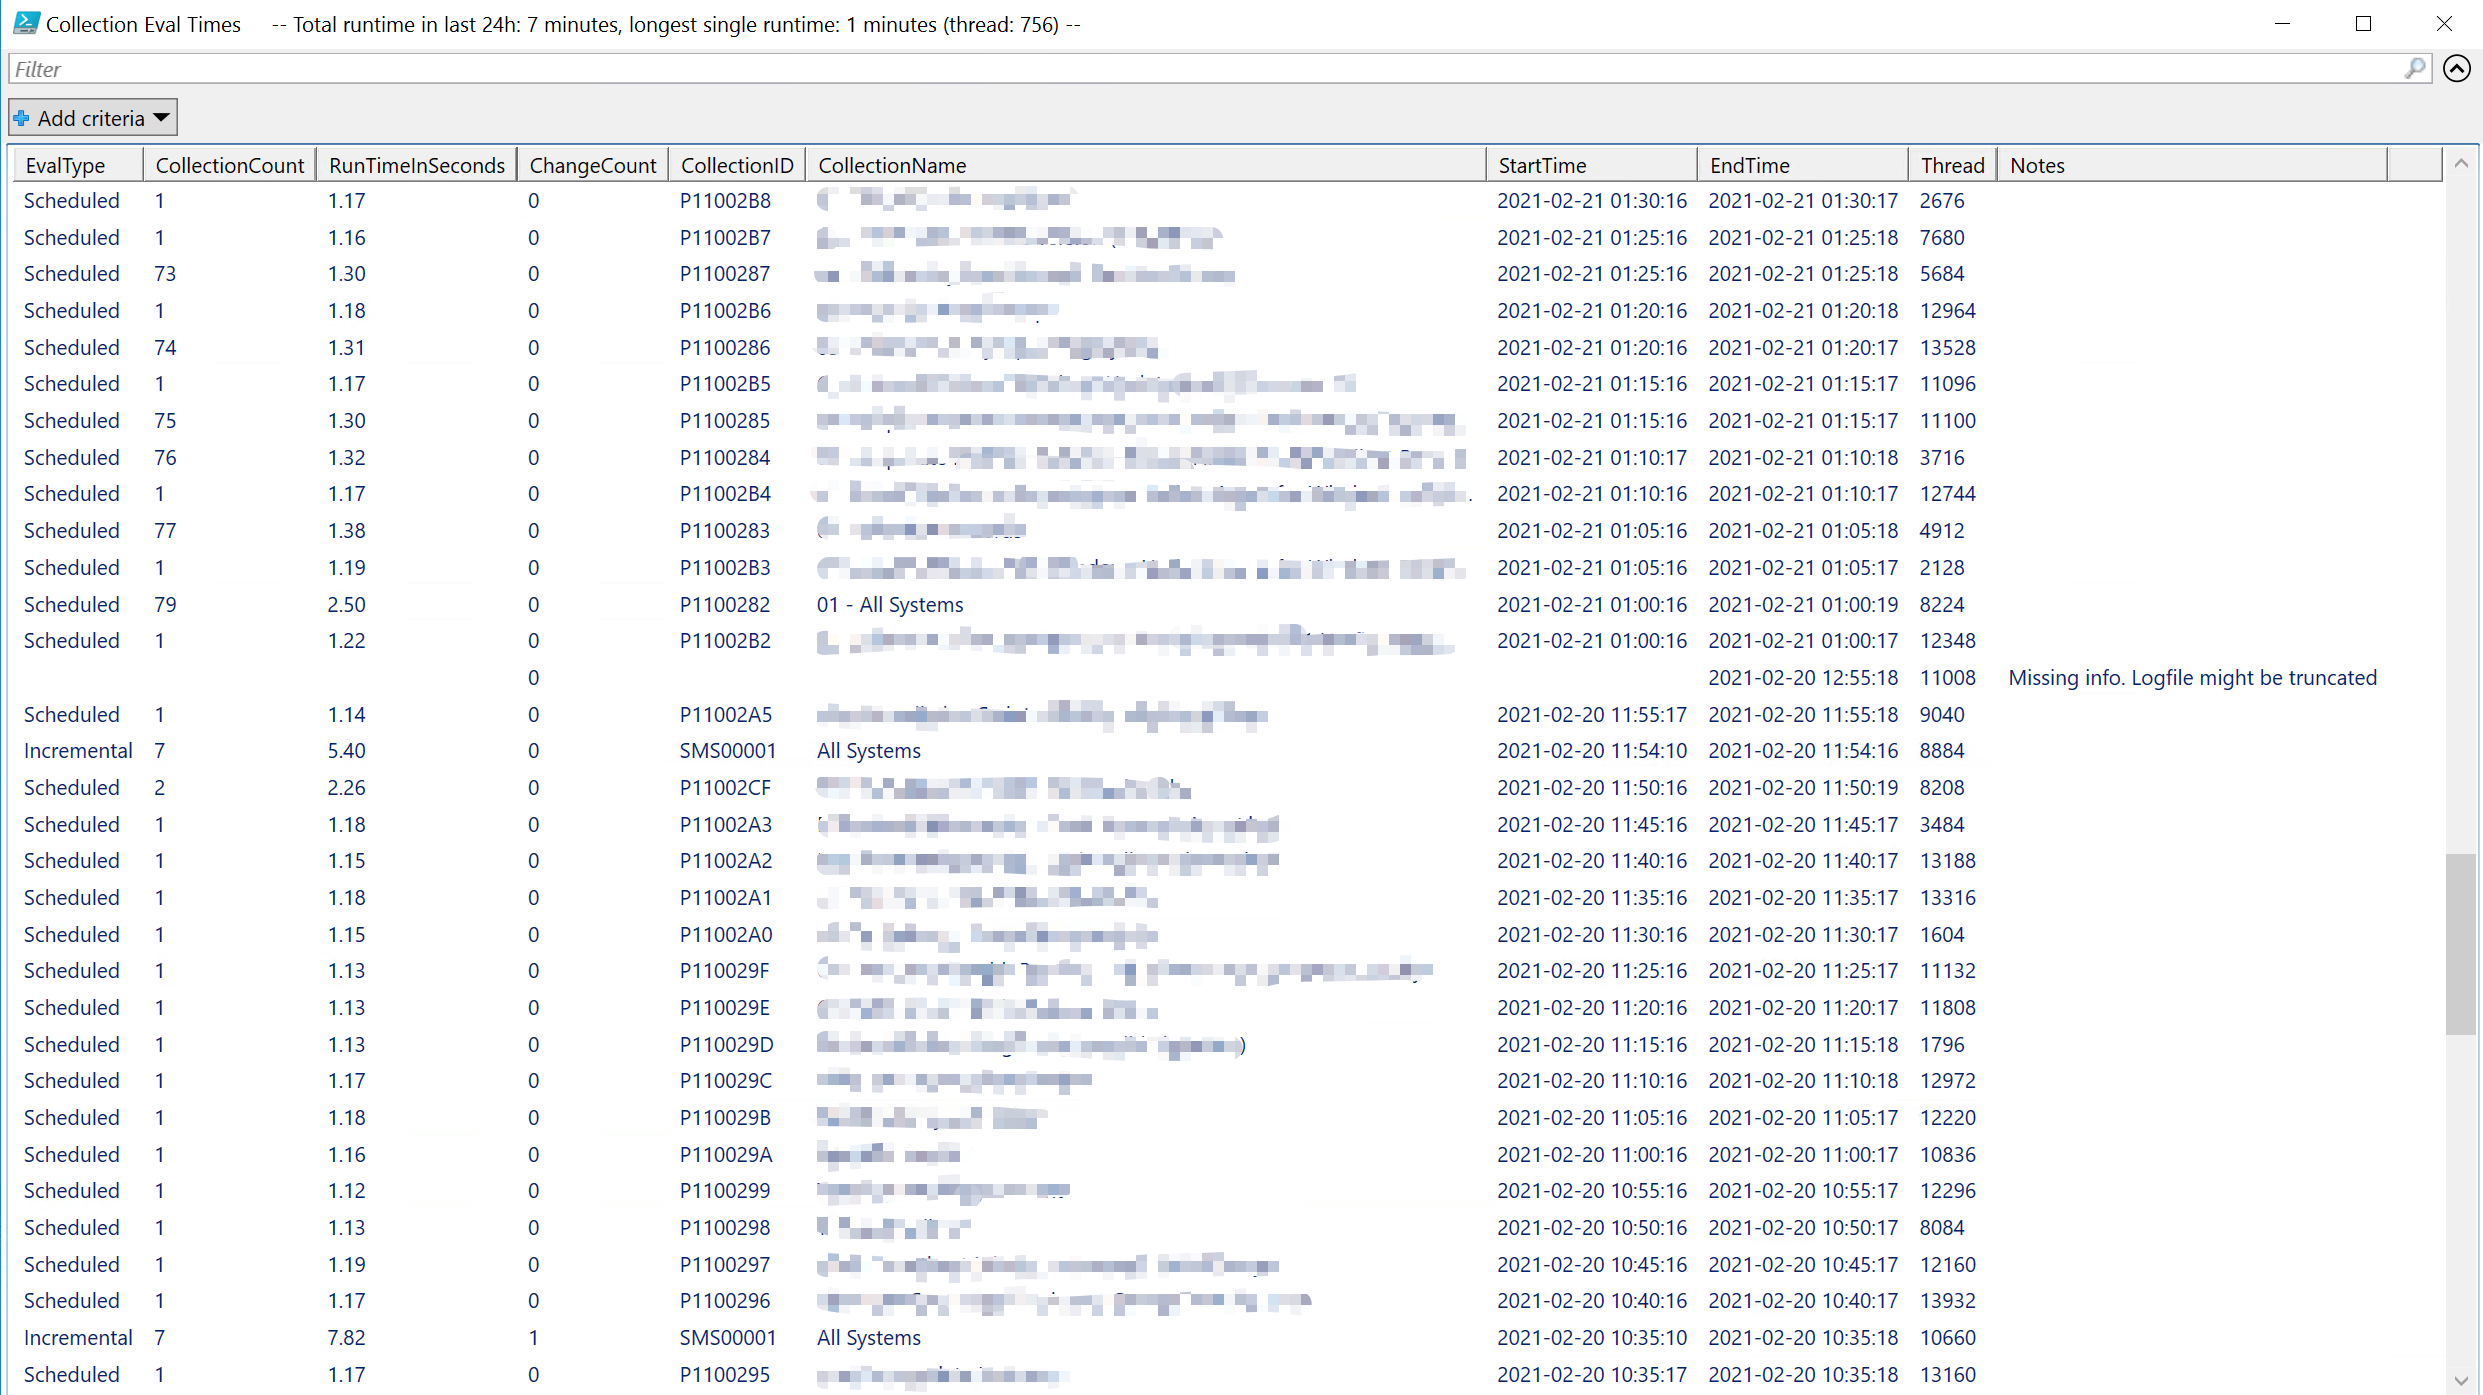 Collection Eval Times -- Total runtime in last 24h: 7 minutes, longest single runtime: 1 minutes (thread: 756) --
Filter
Add criteria
EvalType CollectionCount RunTimeInSeconds ChangeCount CollectionID CollectionName StartTime EndTime Thread Notes
Scheduled 1 1.17 0 P11002B8 2021-02-21 01:30:16 2021-02-21 01:30:17 2676
Scheduled 1 1.16 0 P11002B7 2021-02-21 01:25:16 2021-02-21 01:25:18 7680
Scheduled 73 1.30 0 P1100287 2021-02-21 01:25:16 2021-02-21 01:25:18 5684
Scheduled 1 1.18 0 P11002B6 2021-02-21 01:20:16 2021-02-21 01:20:18 12964
Scheduled 74 1.31 0 P1100286 2021-02-21 01:20:16 2021-02-21 01:20:17 13528
Scheduled 1 1.17 0 P11002B5 2021-02-21 01:15:16 2021-02-21 01:15:17 11096
Scheduled 75 1.30 0 P1100285 2021-02-21 01:15:16 2021-02-21 01:15:17 11100
Scheduled 76 1.32 0 P1100284 2021-02-21 01:10:17 2021-02-21 01:10:18 3716
Scheduled 1 1.17 0 P11002B4 2021-02-21 01:10:16 2021-02-21 01:10:17 12744
Scheduled 77 1.38 0 P1100283 2021-02-21 01:05:16 2021-02-21 01:05:18 4912
Scheduled 1 1.19 0 P11002B3 2021-02-21 01:05:16 2021-02-21 01:05:17 2128
Scheduled 79 2.50 0 P1100282 01 - All Systems 2021-02-21 01:00:16 2021-02-21 01:00:19 8224
Scheduled 1 1.22 0 P11002B2 2021-02-21 01:00:16 2021-02-21 01:00:17 12348
0 2021-02-20 12:55:18 11008 Missing info. Logfile might be truncated
Scheduled 1 1.14 0 P11002A5 2021-02-20 11:55:17 2021-02-20 11:55:18 9040
Incremental 7 5.40 0 SMS00001 All Systems 2021-02-20 11:54:10 2021-02-20 11:54:16 8884
Scheduled 2 2.26 0 P11002CF 2021-02-20 11:50:16 2021-02-20 11:50:19 8208
Scheduled 1 1.18 0 P11002A3 2021-02-20 11:45:16 2021-02-20 11:45:17 3484
Scheduled 1 1.15 0 P11002A2 2021-02-20 11:40:16 2021-02-20 11:40:17 13188
Scheduled 1 1.18 0 P11002A1 2021-02-20 11:35:16 2021-02-20 11:35:17 13316
Scheduled 1 1.15 0 P11002A0 2021-02-20 11:30:16 2021-02-20 11:30:17 1604
Scheduled 1 1.13 0 P110029F 2021-02-20 11:25:16 2021-02-20 11:25:17 11132
Scheduled 1 1.13 0 P110029E 2021-02-20 11:20:16 2021-02-20 11:20:17 11808
Scheduled 1 1.13 0 P110029D 2021-02-20 11:15:16 2021-02-20 11:15:18 1796
Scheduled 1 1.17 0 P110029C 2021-02-20 11:10:16 2021-02-20 11:10:18 12972
Scheduled 1 1.18 0 P110029B 2021-02-20 11:05:16 2021-02-20 11:05:17 12220
Scheduled 1 1.16 0 P110029A 2021-02-20 11:00:16 2021-02-20 11:00:17 10836
Scheduled 1 1.12 0 P1100299 2021-02-20 10:55:16 2021-02-20 10:55:17 12296
Scheduled 1 1.13 0 P1100298 2021-02-20 10:50:16 2021-02-20 10:50:17 8084
Scheduled 1 1.19 0 P1100297 2021-02-20 10:45:16 2021-02-20 10:45:17 12160
Scheduled 1 1.17 0 P1100296 2021-02-20 10:40:16 2021-02-20 10:40:17 13932
Incremental 7 7.82 1 SMS00001 All Systems 2021-02-20 10:35:10 2021-02-20 10:35:18 10660
Scheduled 1 1.17 0 P1100295 2021-02-20 10:35:17 2021-02-20 10:35:18 13160